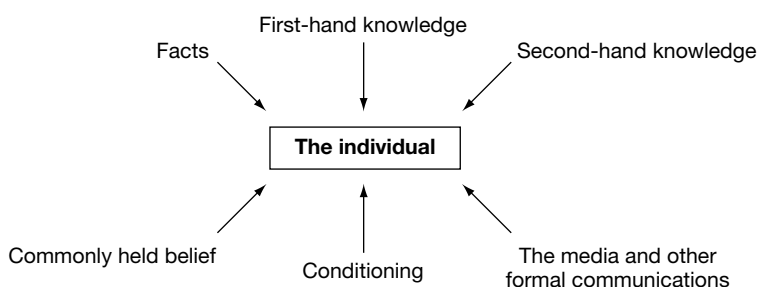 First-hand knowledge
Facts
Second-hand knowledge
The individual
Commonly held belief
Conditioning
The media and other
formal communications